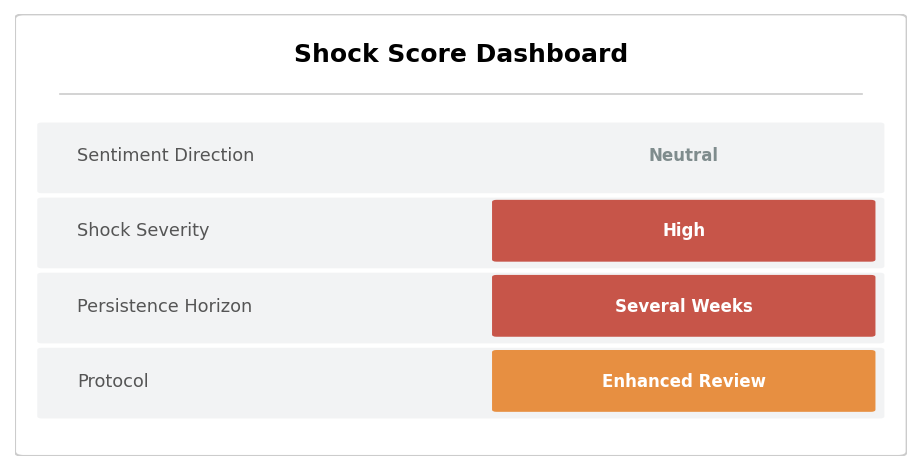 Shock Score Dashboard
Sentiment Direction Neutral
Shock Severity High
Persistence Horizon Several Weeks
Protocol Enhanced Review